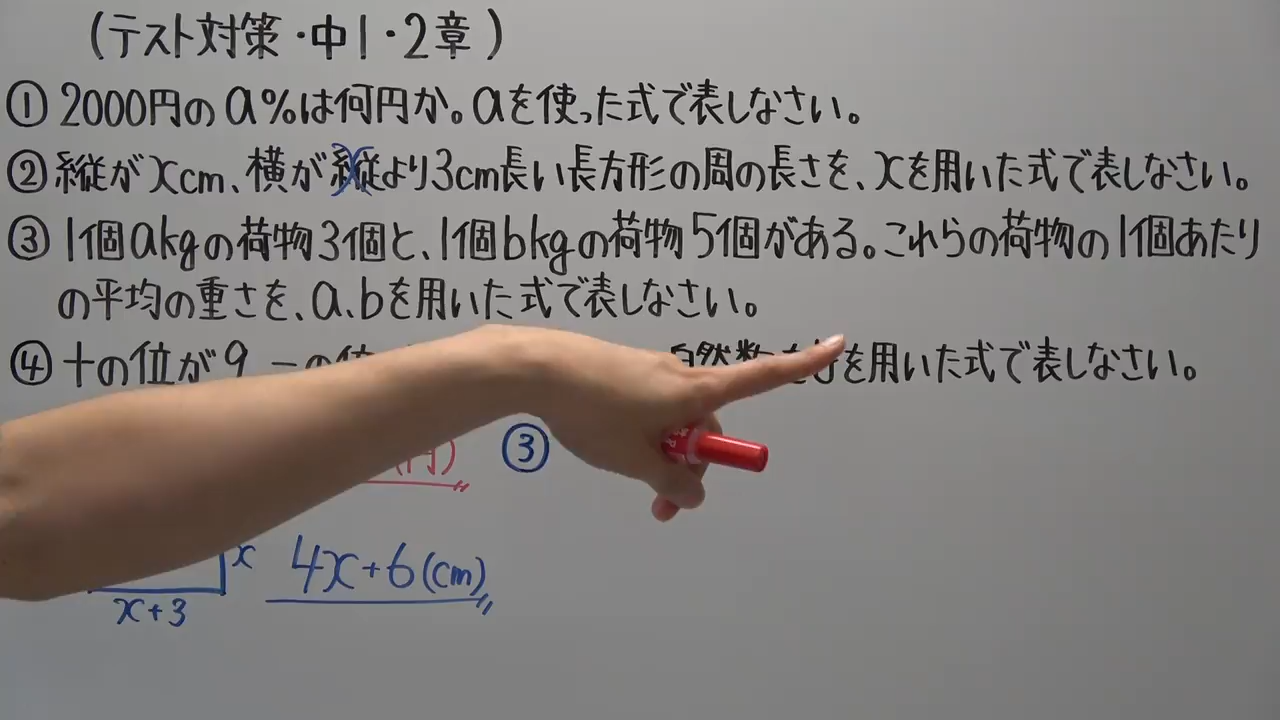 (テスト対策・中1・2章)
① 2000円のa%は何円か。aを使った式で表しなさい。
② 縦がxcm、横が縦より3cm長い長方形の周の長さを、xを用いた式で表しなさい。
③ 1個akgの荷物3個と、1個bkgの荷物5個がある。これらの荷物の1個あたり
の平均の重さを、a、bを用いた式で表しなさい。
④ 十の位が9 一の位 自然数を を用いた式で表しなさい。
(円)
③
x
x+3
4x+6(cm)